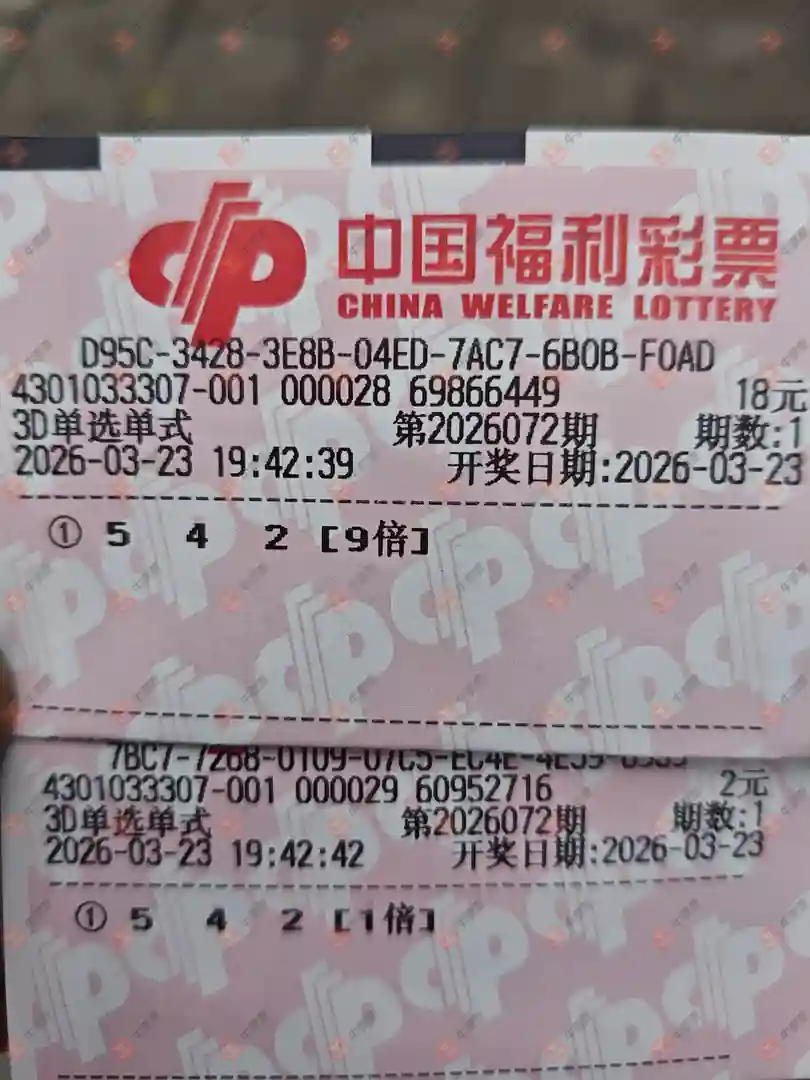 中国福利彩票
CHINA WELFARE LOTTERY
D95C-3428-3E8B-04ED-7AC7-6B0B-F0AD
4301033307-001 000028 69866449 18元
3D单选单式 第2026072期 期数:1
2026-03-23 19:42:39 开奖日期:2026-03-23
① 5 4 2 [9倍]
4301033307-001 000029 60952716 2元
3D单选单式 第2026072期 期数:1
2026-03-23 19:42:42 开奖日期:2026-03-23
① 5 4 2 [1倍]